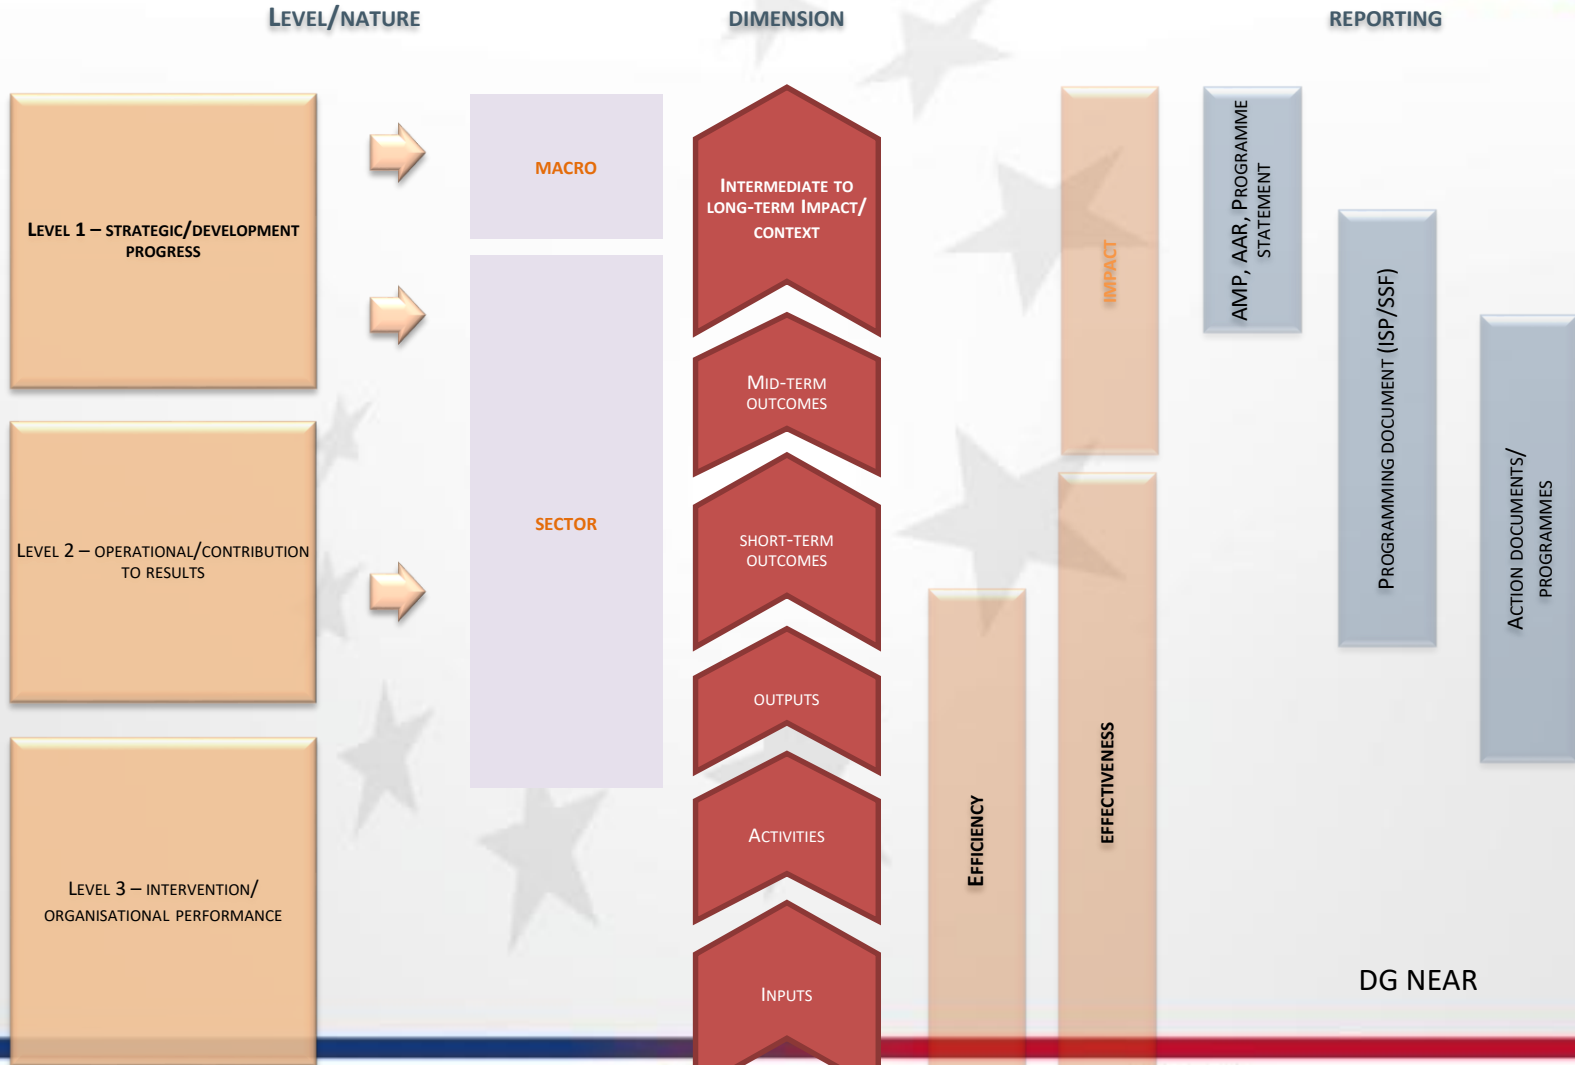 LEVEL/NATURE
DIMENSION
REPORTING
LEVEL 1 – STRATEGIC/DEVELOPMENT
PROGRESS
LEVEL 2 – OPERATIONAL/CONTRIBUTION
TO RESULTS
LEVEL 3 – INTERVENTION/
ORGANISATIONAL PERFORMANCE
MACRO
SECTOR
INTERMEDIATE TO
LONG-TERM IMPACT/
CONTEXT
MID-TERM
OUTCOMES
SHORT-TERM
OUTCOMES
OUTPUTS
ACTIVITIES
INPUTS
EFFICIENCY
IMPACT
EFFECTIVENESS
AMP, AAR, PROGRAMME
STATEMENT
PROGRAMMING DOCUMENT (ISP/SSF)
ACTION DOCUMENTS/
PROGRAMMES
DG NEAR